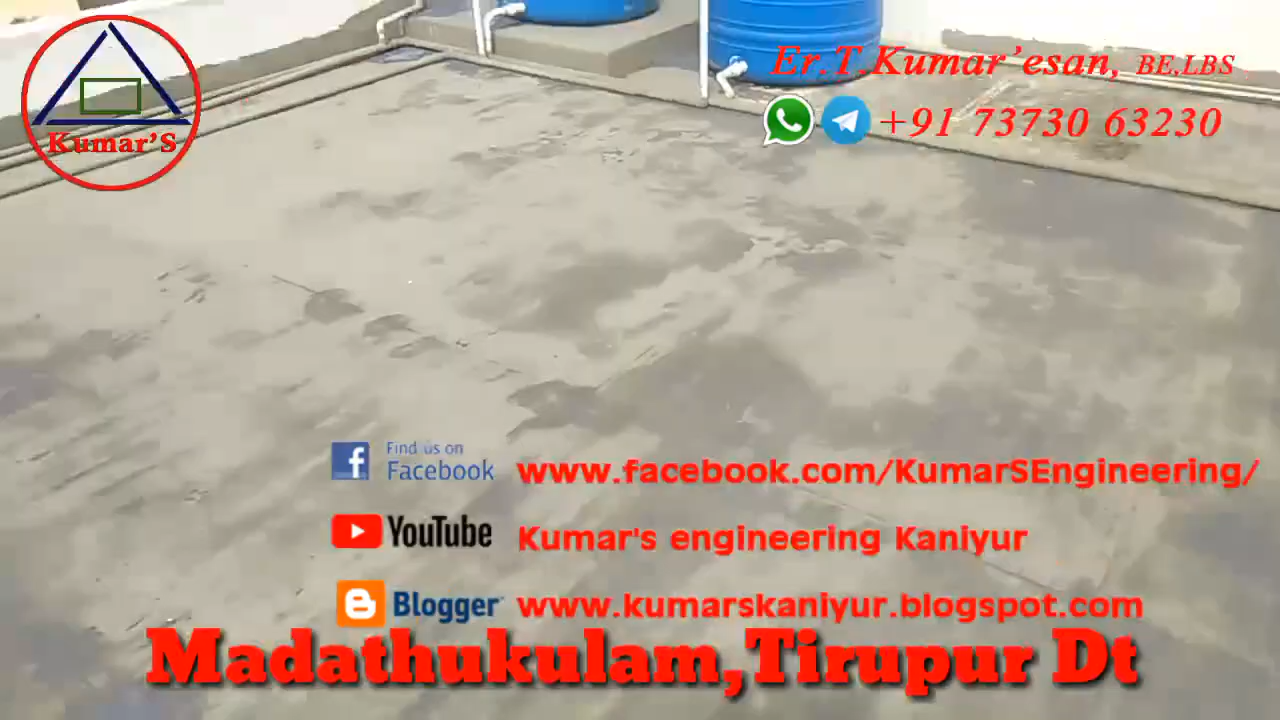 Kumar'S
Er.T.Kumar'esan, BE,LBS
+91 73730 63230
Find us on
Facebook
www.facebook.com/KumarSEngineering/
YouTube
Kumar's engineering Kaniyur
Blogger
www.kumarskaniyur.blogspot.com
Madathukulam,Tirupur Dt